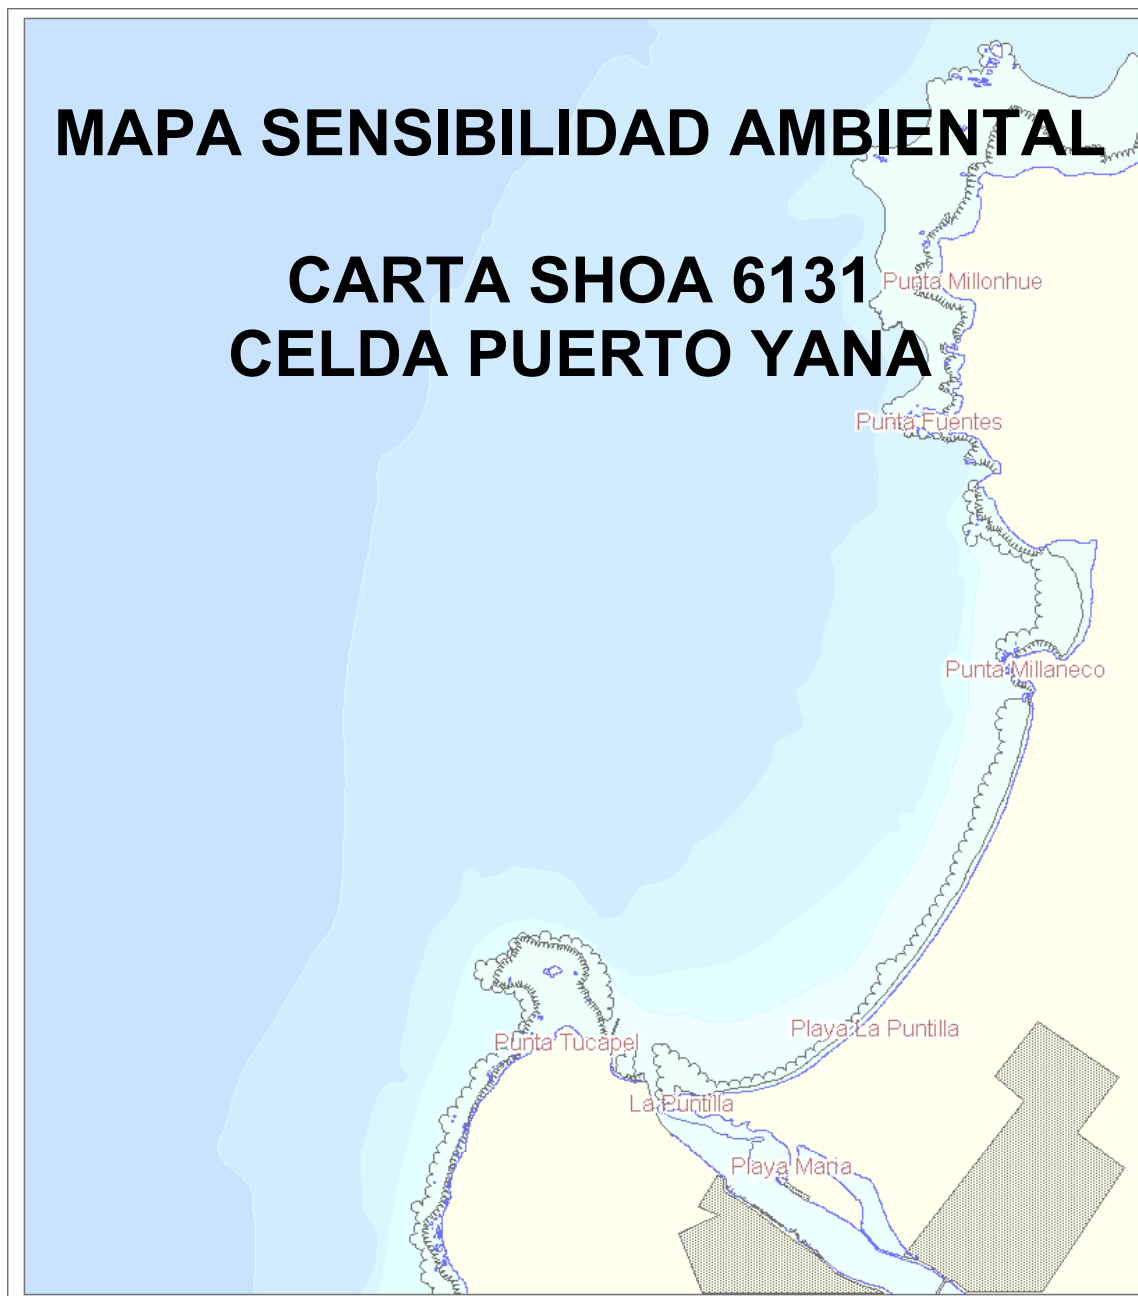 MAPA SENSIBILIDAD AMBIENTAL
CARTA SHOA 6131
CELDA PUERTO YANA
Punta Millonhue
Punta Fuentes
Punta Millaneco
Playa La Puntilla
Punta Tucapel
La Puntilla
Playa Maria